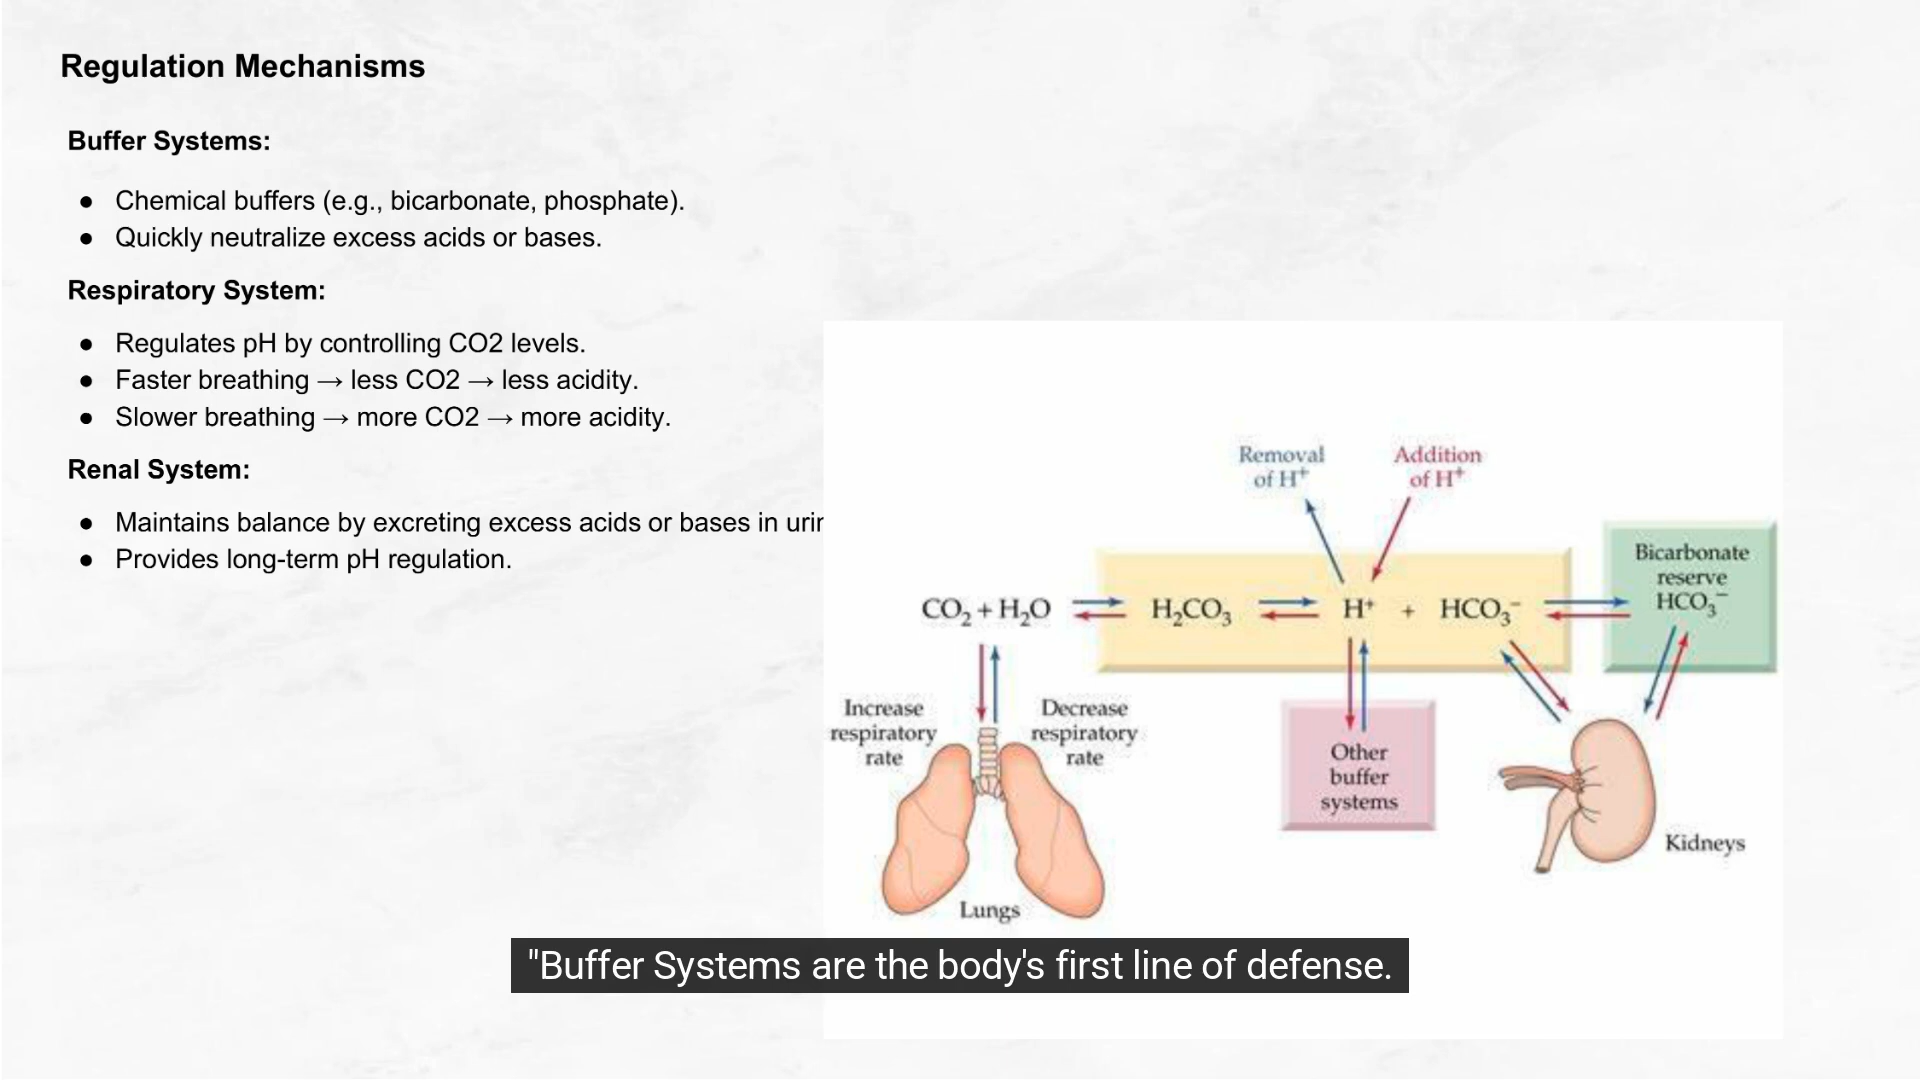 Regulation Mechanisms
Buffer Systems:
● Chemical buffers (e.g., bicarbonate, phosphate).
● Quickly neutralize excess acids or bases.
Respiratory System:
● Regulates pH by controlling CO2 levels.
● Faster breathing → less CO2 → less acidity.
● Slower breathing → more CO2 → more acidity.
Renal System:
● Maintains balance by excreting excess acids or bases in urin
● Provides long-term pH regulation.
Removal
of H⁺
Addition
of H⁺
CO₂ + H₂O
H₂CO₃
H⁺ + HCO₃⁻
Bicarbonate
reserve
HCO₃⁻
Increase
respiratory
rate
Decrease
respiratory
rate
Other
buffer
systems
Lungs
Kidneys
"Buffer Systems are the body's first line of defense.